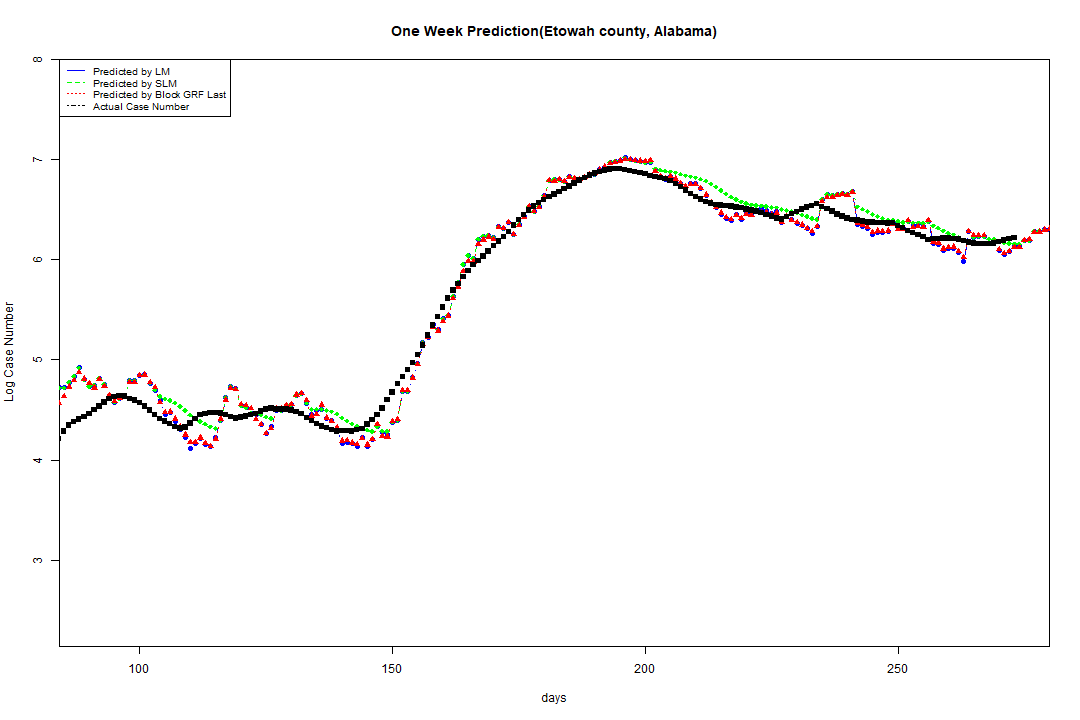 One Week Prediction(Etowah county, Alabama)
Predicted by LM
Predicted by SLM
Predicted by Block GRF Last
Actual Case Number
Log Case Number
8
7
6
5
4
3
100 150 200 250
days